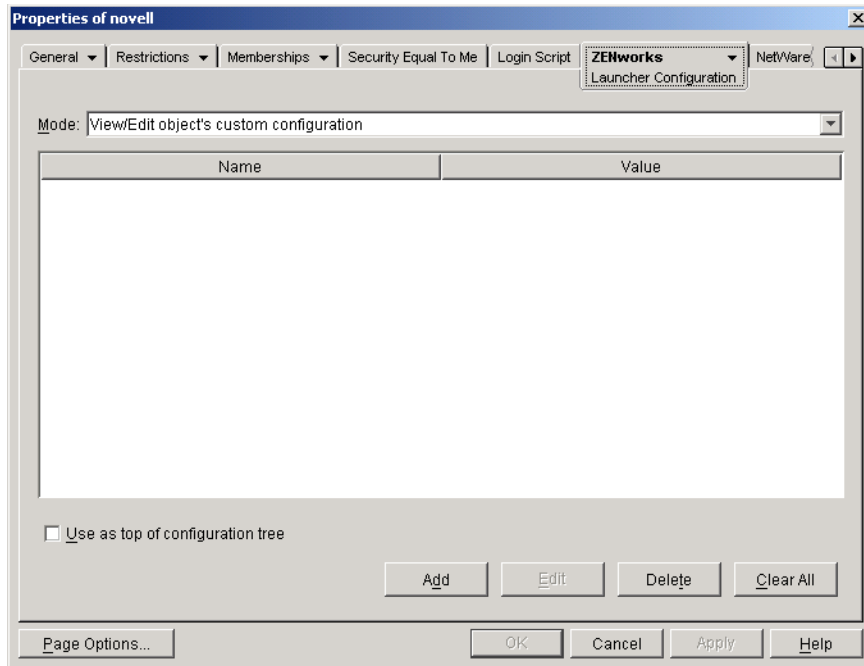 Properties of novell
General Restrictions Memberships Security Equal To Me Login Script ZENworks NetWare
Launcher Configuration
Mode: View/Edit object's custom configuration
Name Value
Use as top of configuration tree
Add Edit Delete Clear All
Page Options... OK Cancel Apply Help